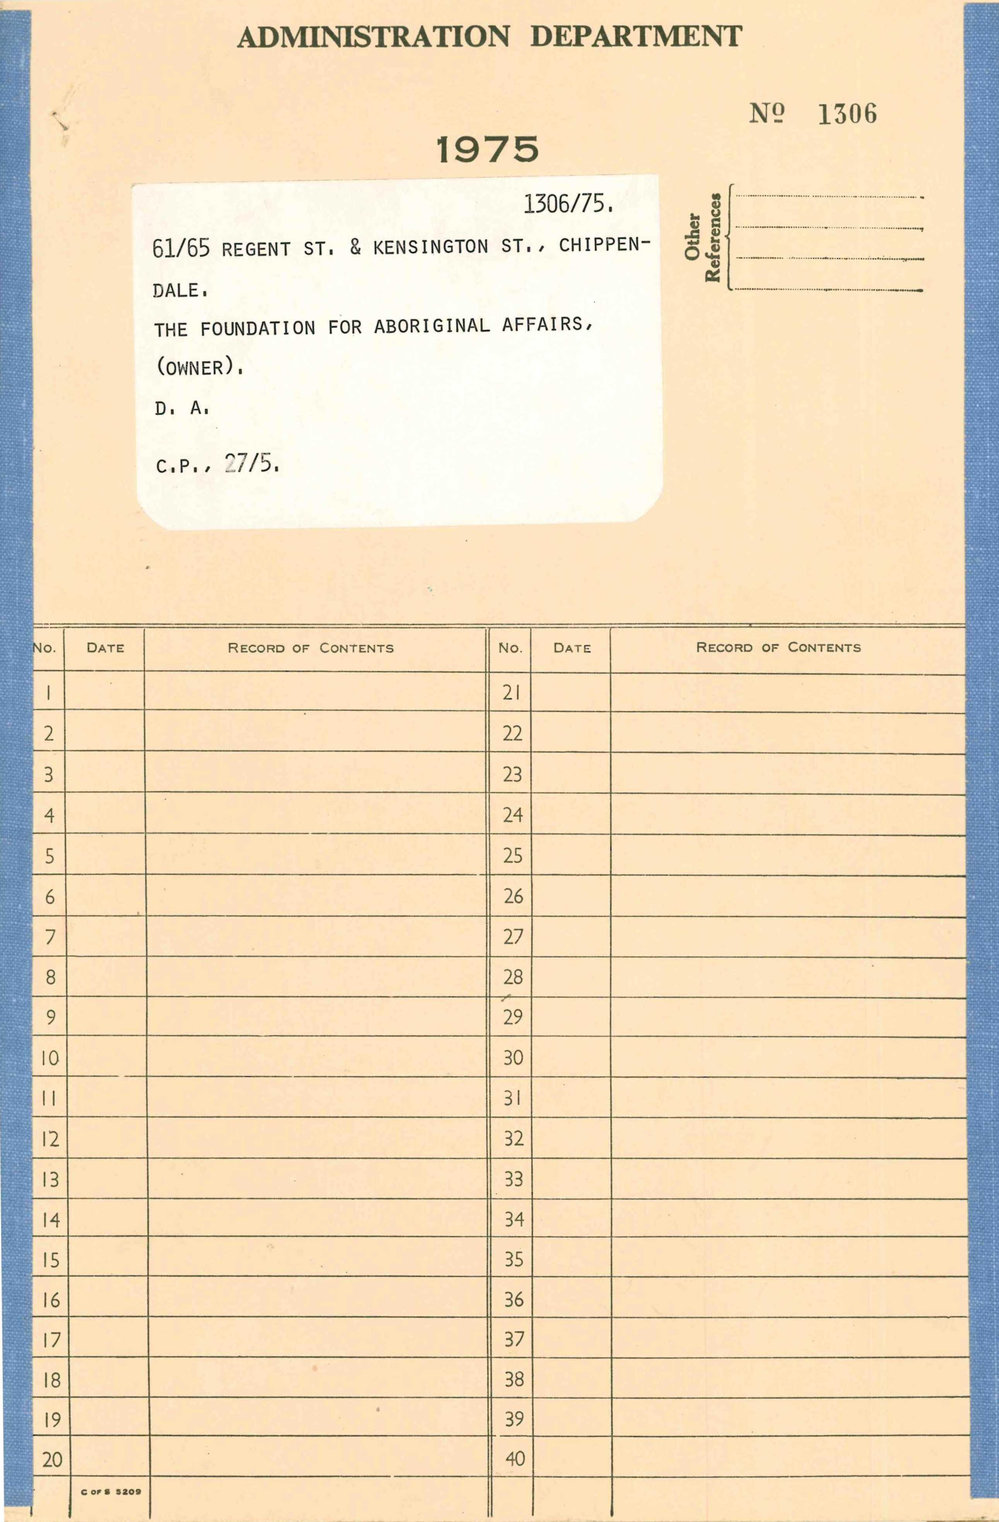 ADMINISTRATION DEPARTMENT
Nº 1306
1975
1306/75.
61/65 REGENT ST. & KENSINGTON ST., CHIPPEN-
DALE.
THE FOUNDATION FOR ABORIGINAL AFFAIRS,
(OWNER).
D. A.
C.P., 27/5.
Other
References
No. DATE RECORD OF CONTENTS No. DATE RECORD OF CONTENTS
1 21
2 22
3 23
4 24
5 25
6 26
7 27
8 28
9 29
10 30
11 31
12 32
13 33
14 34
15 35
16 36
17 37
18 38
19 39
20 40
C OF S 5209